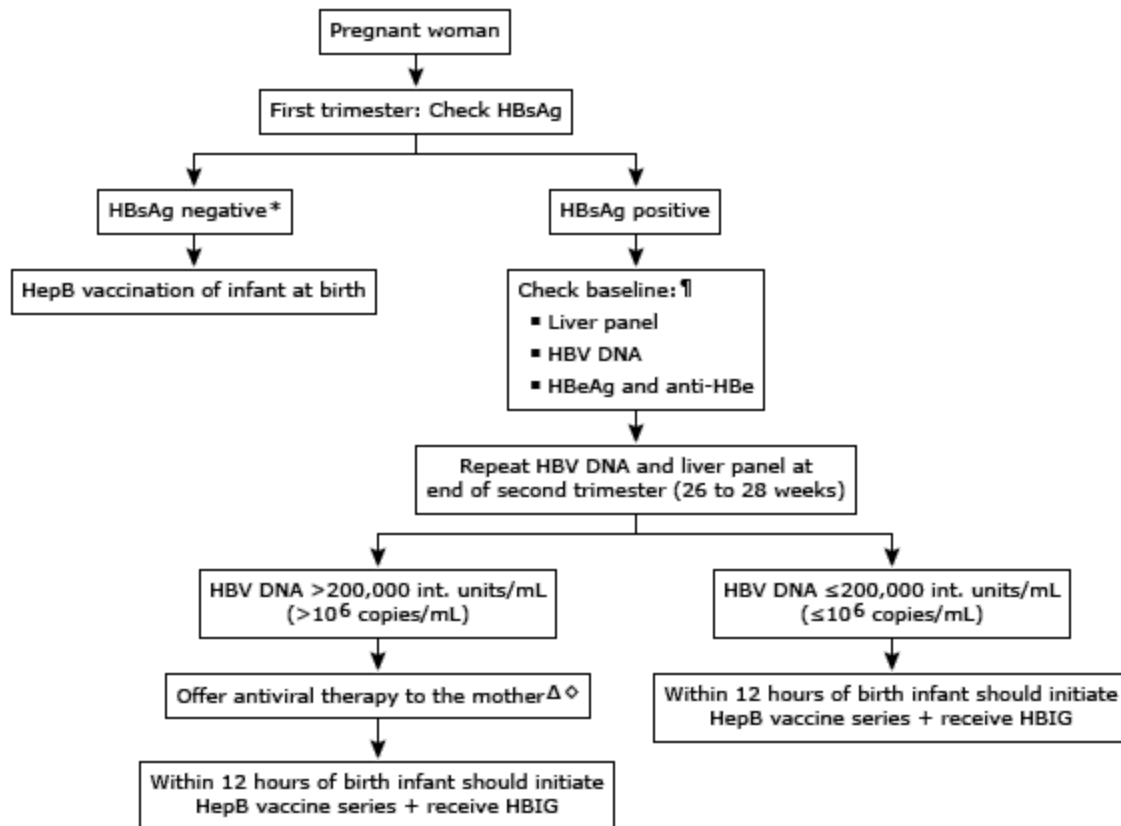 Pregnant woman
First trimester: Check HBsAg
HBsAg negative*
HBsAg positive
HepB vaccination of infant at birth
Check baseline:¶
▪ Liver panel
▪ HBV DNA
▪ HBeAg and anti-HBe
Repeat HBV DNA and liver panel at
end of second trimester (26 to 28 weeks)
HBV DNA >200,000 int. units/mL
(>10⁶ copies/mL)
HBV DNA ≤200,000 int. units/mL
(≤10⁶ copies/mL)
Offer antiviral therapy to the motherΔ◇
Within 12 hours of birth infant should initiate
HepB vaccine series + receive HBIG
Within 12 hours of birth infant should initiate
HepB vaccine series + receive HBIG